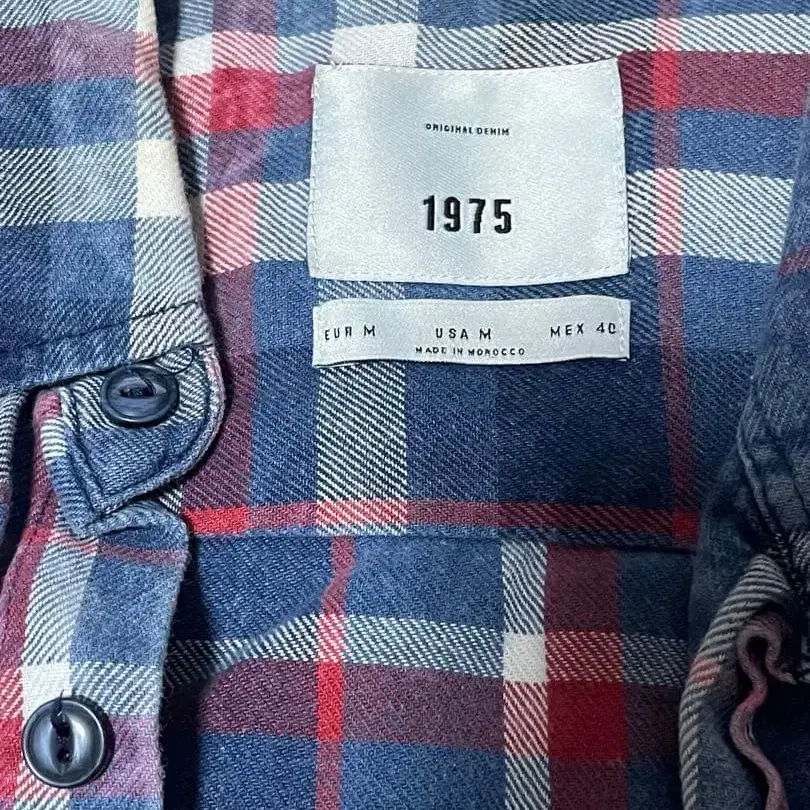 ORIGINAL DENIM
1975
EUR M USA M MEX 40
MADE IN MOROCCO